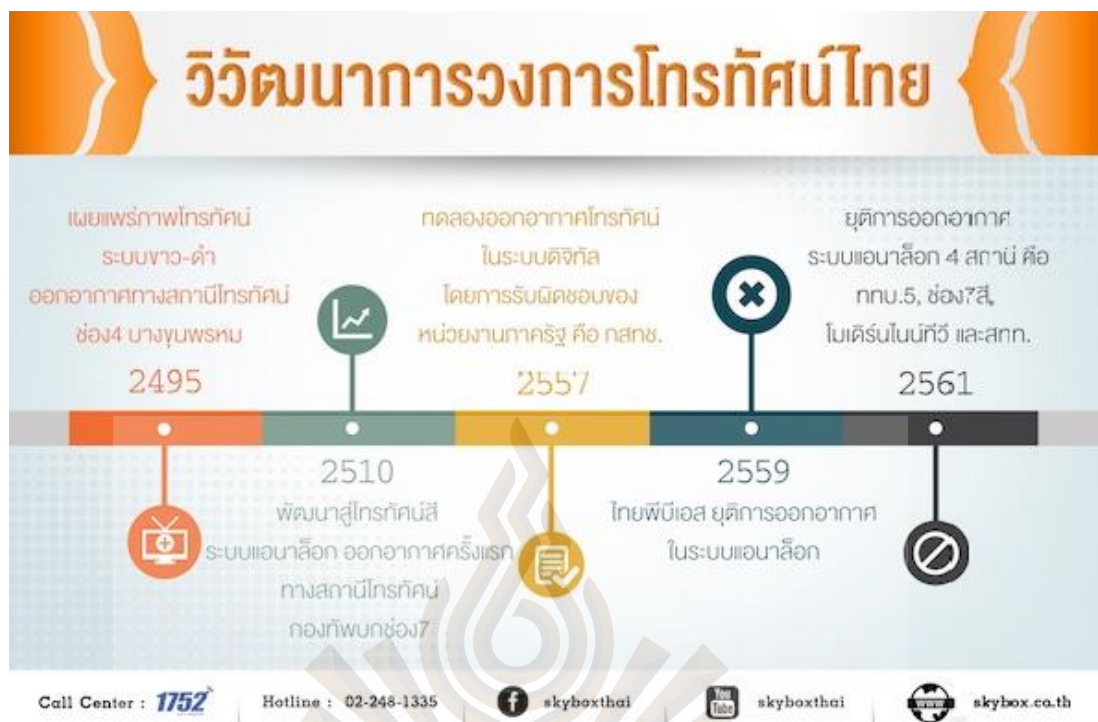 วิวัฒนาการวงการโทรทัศน์ไทย
เผยแพร่ภาพโทรทัศน์
ระบบขาว-ดำ
ออกอากาศทางสถานีโทรทัศน์
ช่อง4 บางขุนพรหม
2495
2510
พัฒนาสู่โทรทัศน์สี
ระบบแอนาล็อก ออกอากาศครั้งแรก
ทางสถานีโทรทัศน์
กองทัพบกช่อง7
ทดลองออกอากาศโทรทัศน์
ในระบบดิจิทัล
โดยการรับผิดชอบของ
หน่วยงานภาครัฐ คือ กสทช.
2557
2559
ไทยพีบีเอส ยุติการออกอากาศ
ในระบบแอนาล็อก
ยุติการออกอากาศ
ระบบแอนาล็อก 4 สถานี คือ
ททบ.5, ช่อง7สี,
โมเดิร์นไนน์ทีวี และสทท.
2561
Call Center : 1752
Hotline : 02-248-1335
f skyboxthai
You Tube skyboxthai
www skybox.co.th